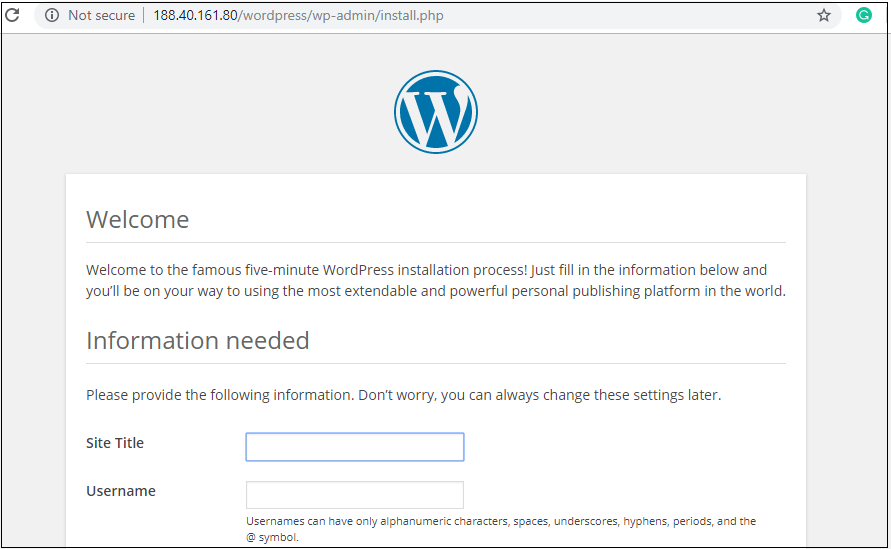 Not secure | 188.40.161.80/wordpress/wp-admin/install.php
W
Welcome
Welcome to the famous five-minute WordPress installation process! Just fill in the information below and
you’ll be on your way to using the most extendable and powerful personal publishing platform in the world.
Information needed
Please provide the following information. Don’t worry, you can always change these settings later.
Site Title
Username
Usernames can have only alphanumeric characters, spaces, underscores, hyphens, periods, and the
@ symbol.